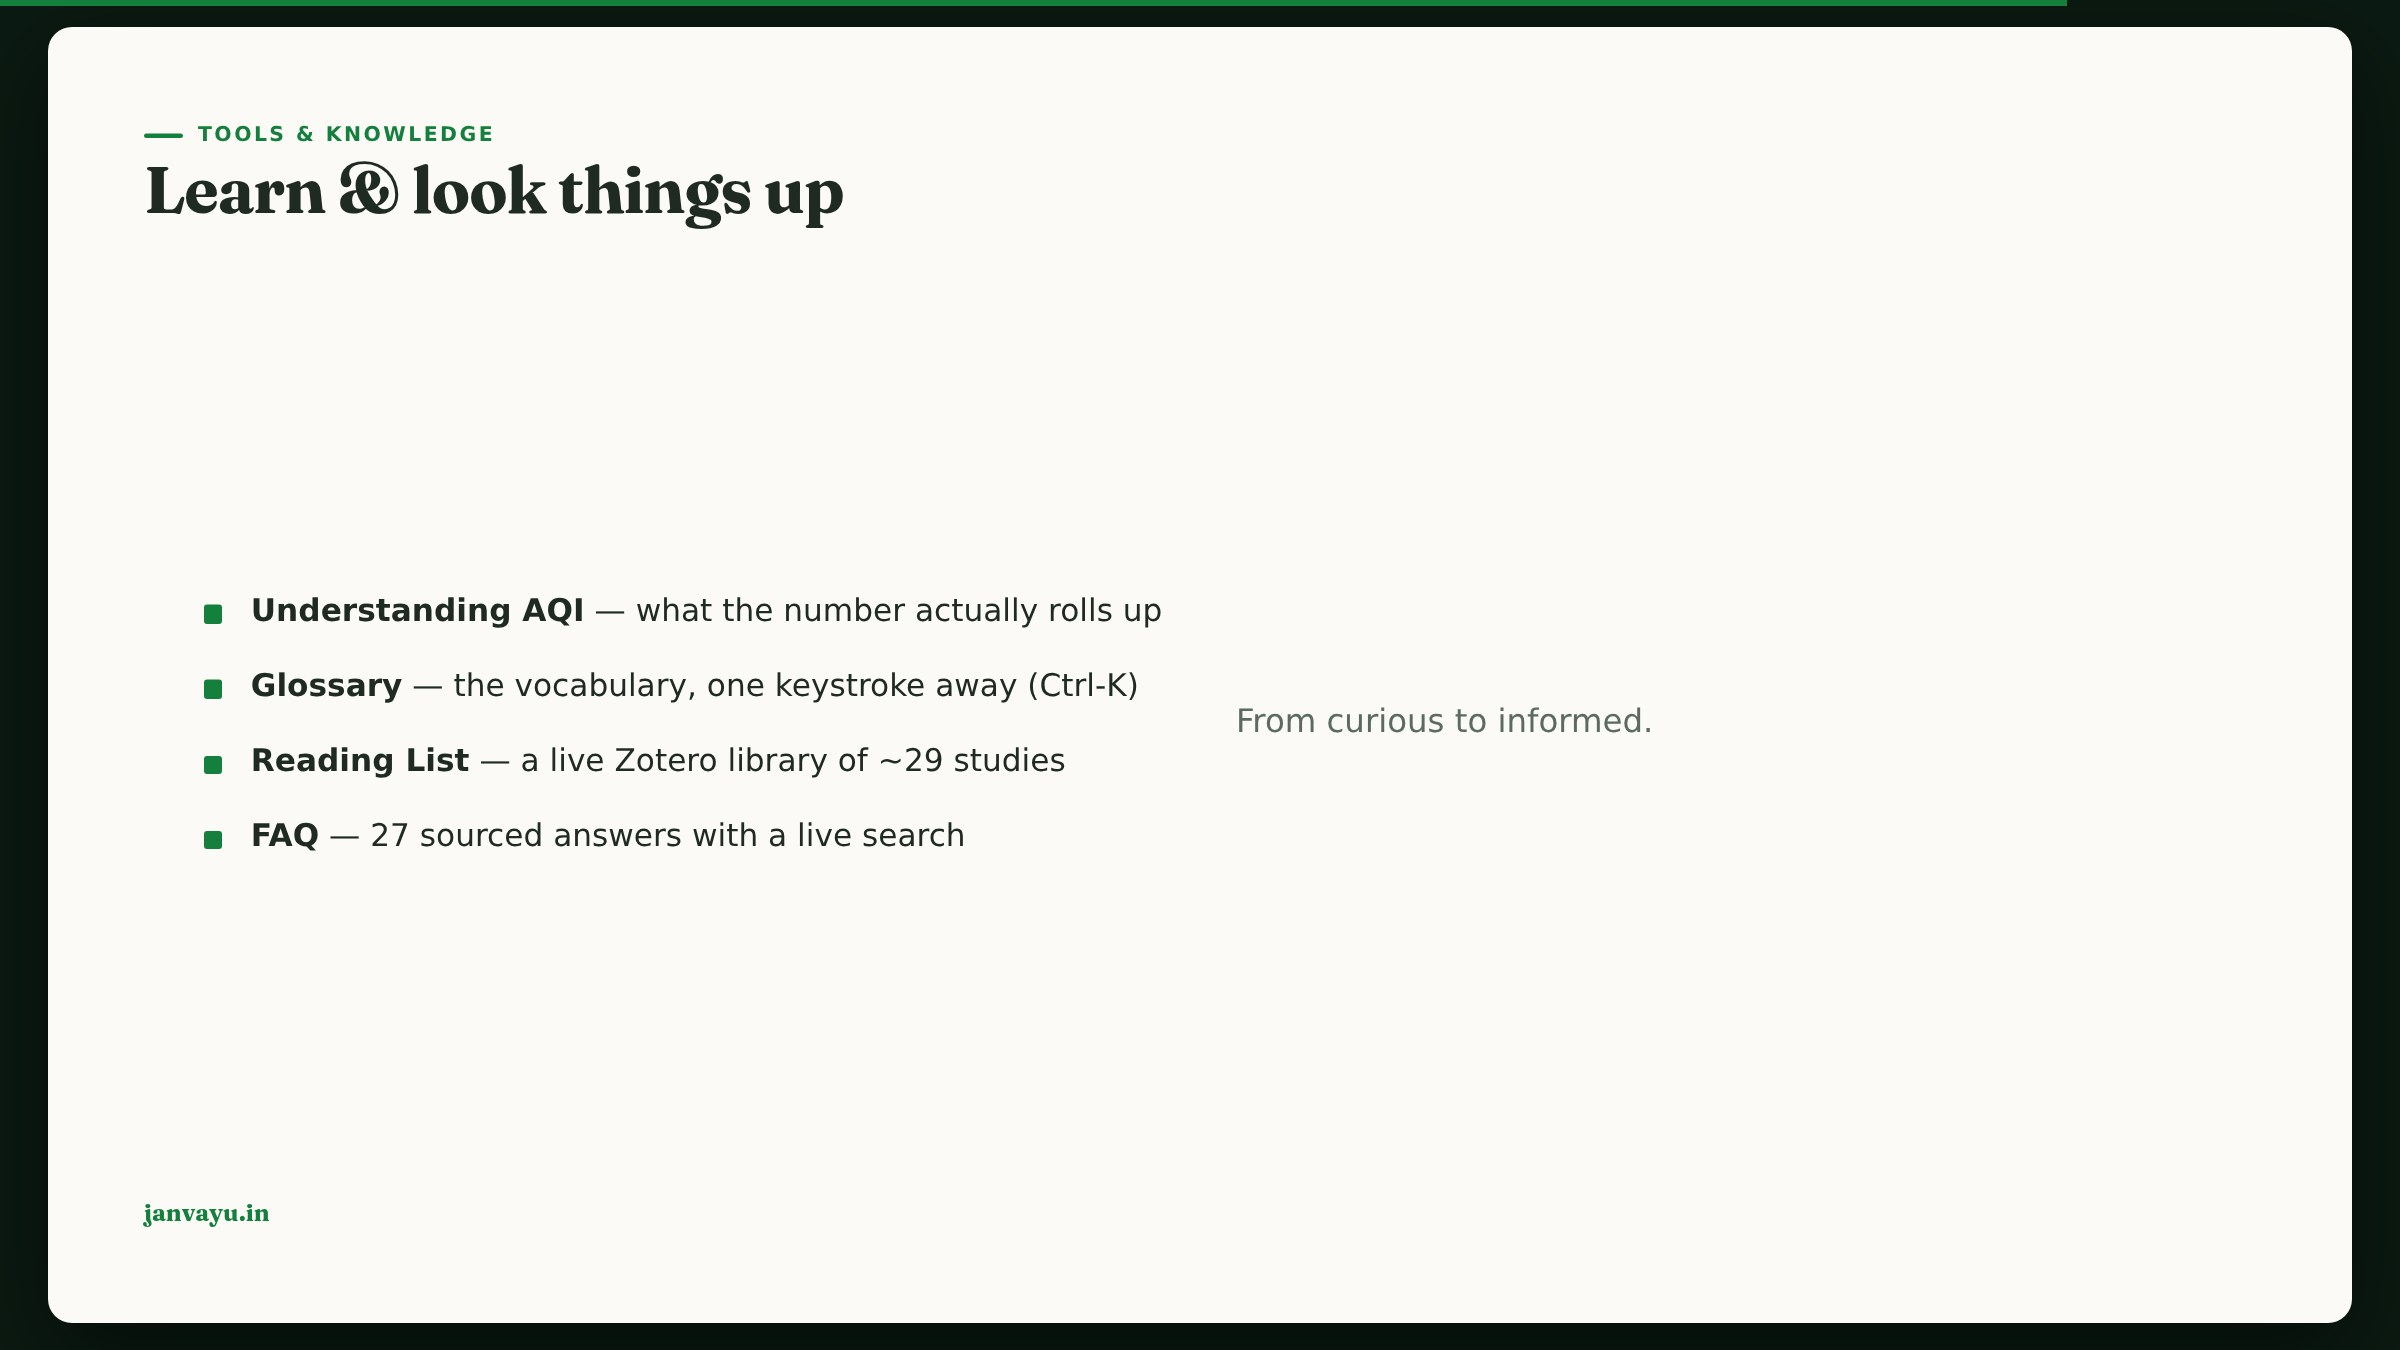 TOOLS & KNOWLEDGE
Learn & look things up
Understanding AQI — what the number actually rolls up
Glossary — the vocabulary, one keystroke away (Ctrl-K)
Reading List — a live Zotero library of ~29 studies
FAQ — 27 sourced answers with a live search
From curious to informed.
janvayu.in